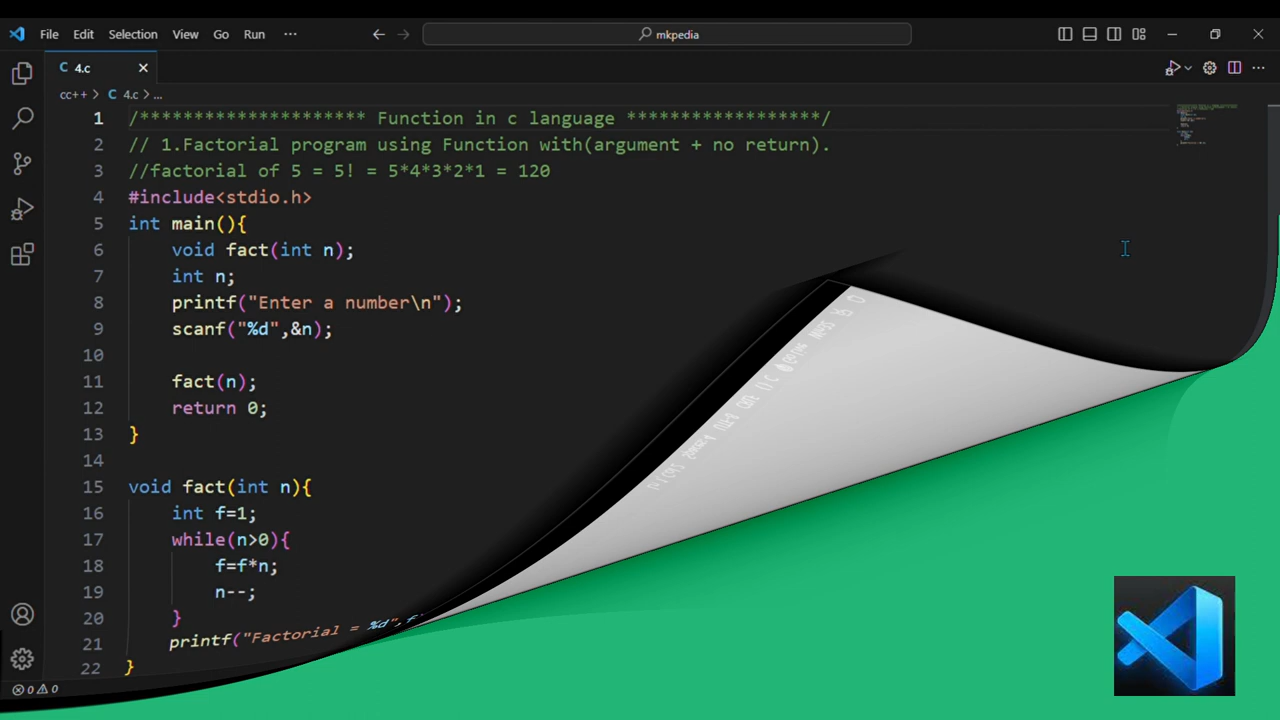 File Edit Selection View Go Run ···
mkpedia
C 4.c
cc++ > C 4.c > ...
1 /********************* Function in c language ******************/
2 // 1.Factorial program using Function with(argument + no return).
3 //factorial of 5 = 5! = 5*4*3*2*1 = 120
4 #include<stdio.h>
5 int main(){
6 void fact(int n);
7 int n;
8 printf("Enter a number\n");
9 scanf("%d",&n);
10
11 fact(n);
12 return 0;
13 }
14
15 void fact(int n){
16 int f=1;
17 while(n>0){
18 f=f*n;
19 n--;
20 }
21 printf("Factorial = %d",f
22 }
0 0